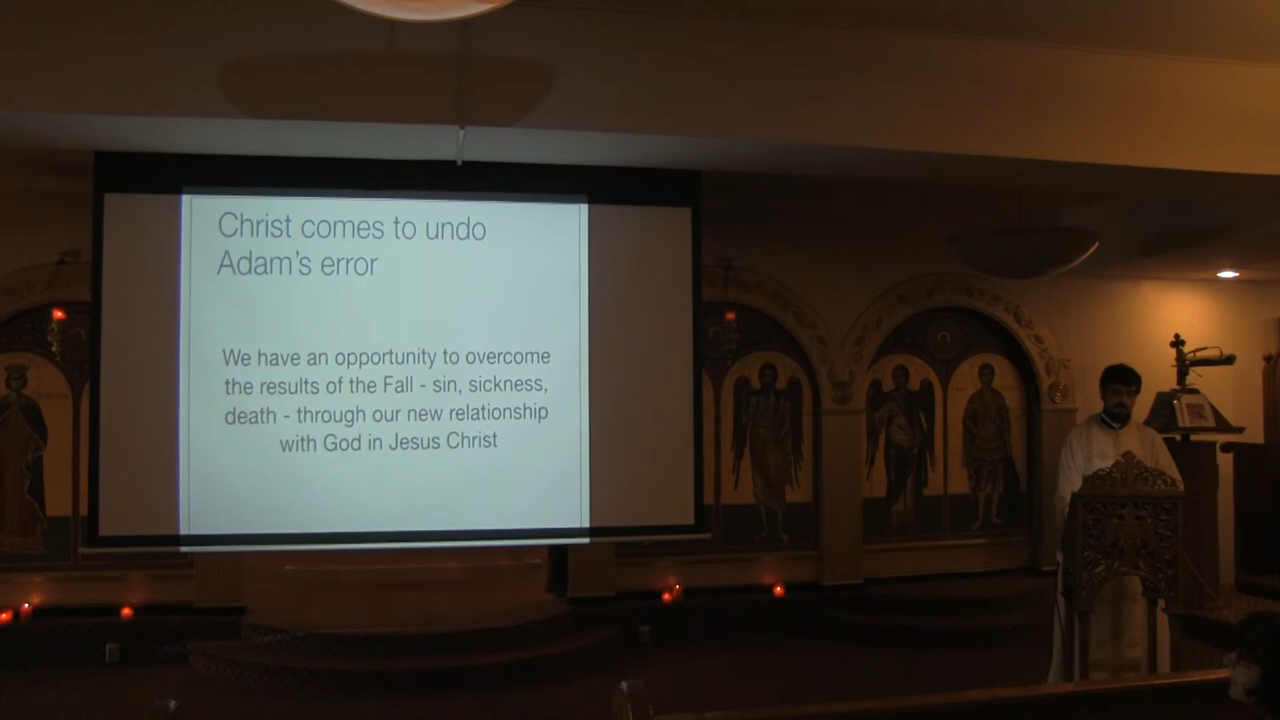 Christ comes to undo
Adam's error
We have an opportunity to overcome
the results of the Fall - sin, sickness,
death - through our new relationship
with God in Jesus Christ